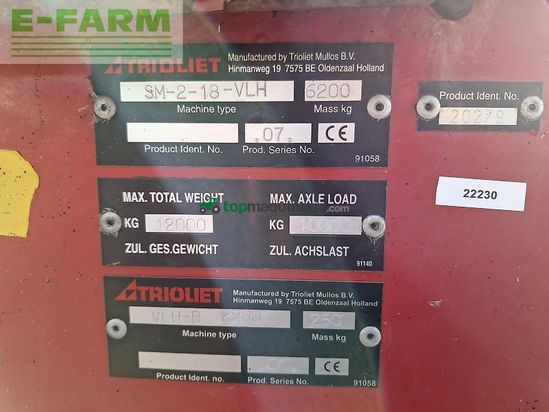 E-FARM
TRIOLIET
Manufactured by Trioliet Mullos B.V.
Hinmanweg 19 7575 BE Oldenzaal Holland
SM-2-18-VLH 6200
Machine type Mass kg
.07. CE
Product Ident. No. Prod. Series No. 91058
Product Ident. No.
20279
22230
MAX. TOTAL WEIGHT MAX. AXLE LOAD
KG 12000 KG
ZUL. GES.GEWICHT ZUL. ACHSLAST
91140
TRIOLIET
Manufactured by Trioliet Mullos B.V.
Hinmanweg 19 7575 BE Oldenzaal Holland
VLH-B 250
Machine type Mass kg
CE
Product Ident. no. Prod. Series No. 91058